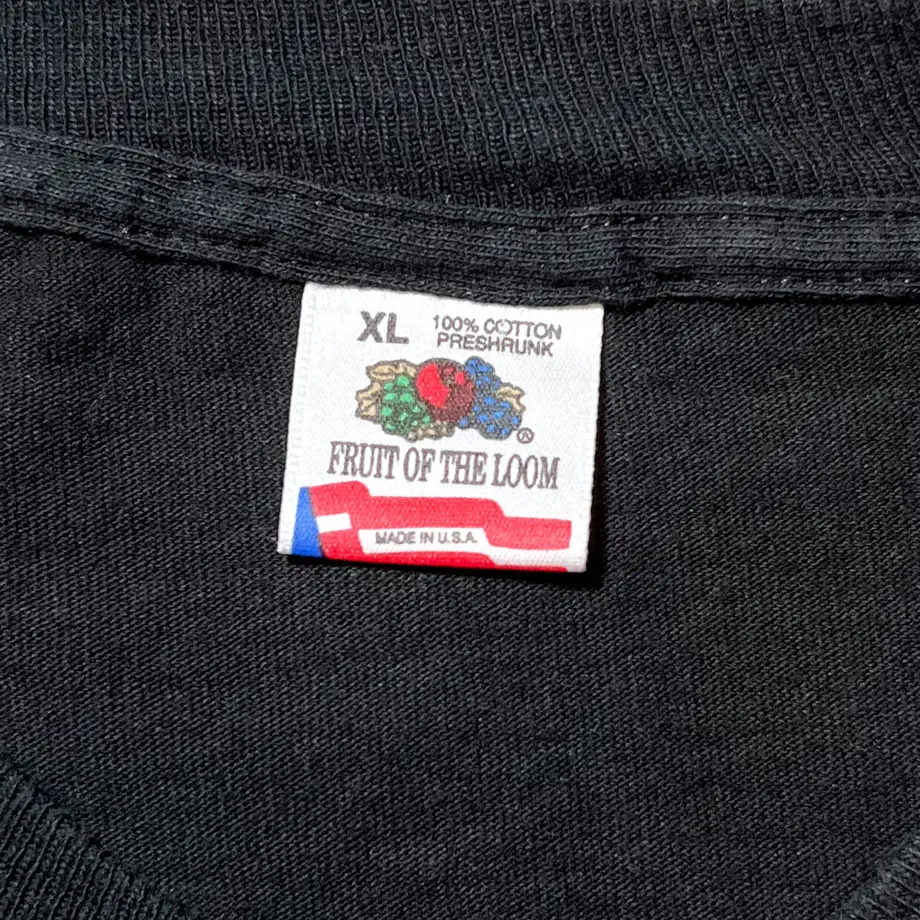 XL 100% COTTON
PRESHRUNK
®
FRUIT OF THE LOOM
MADE IN U.S.A.